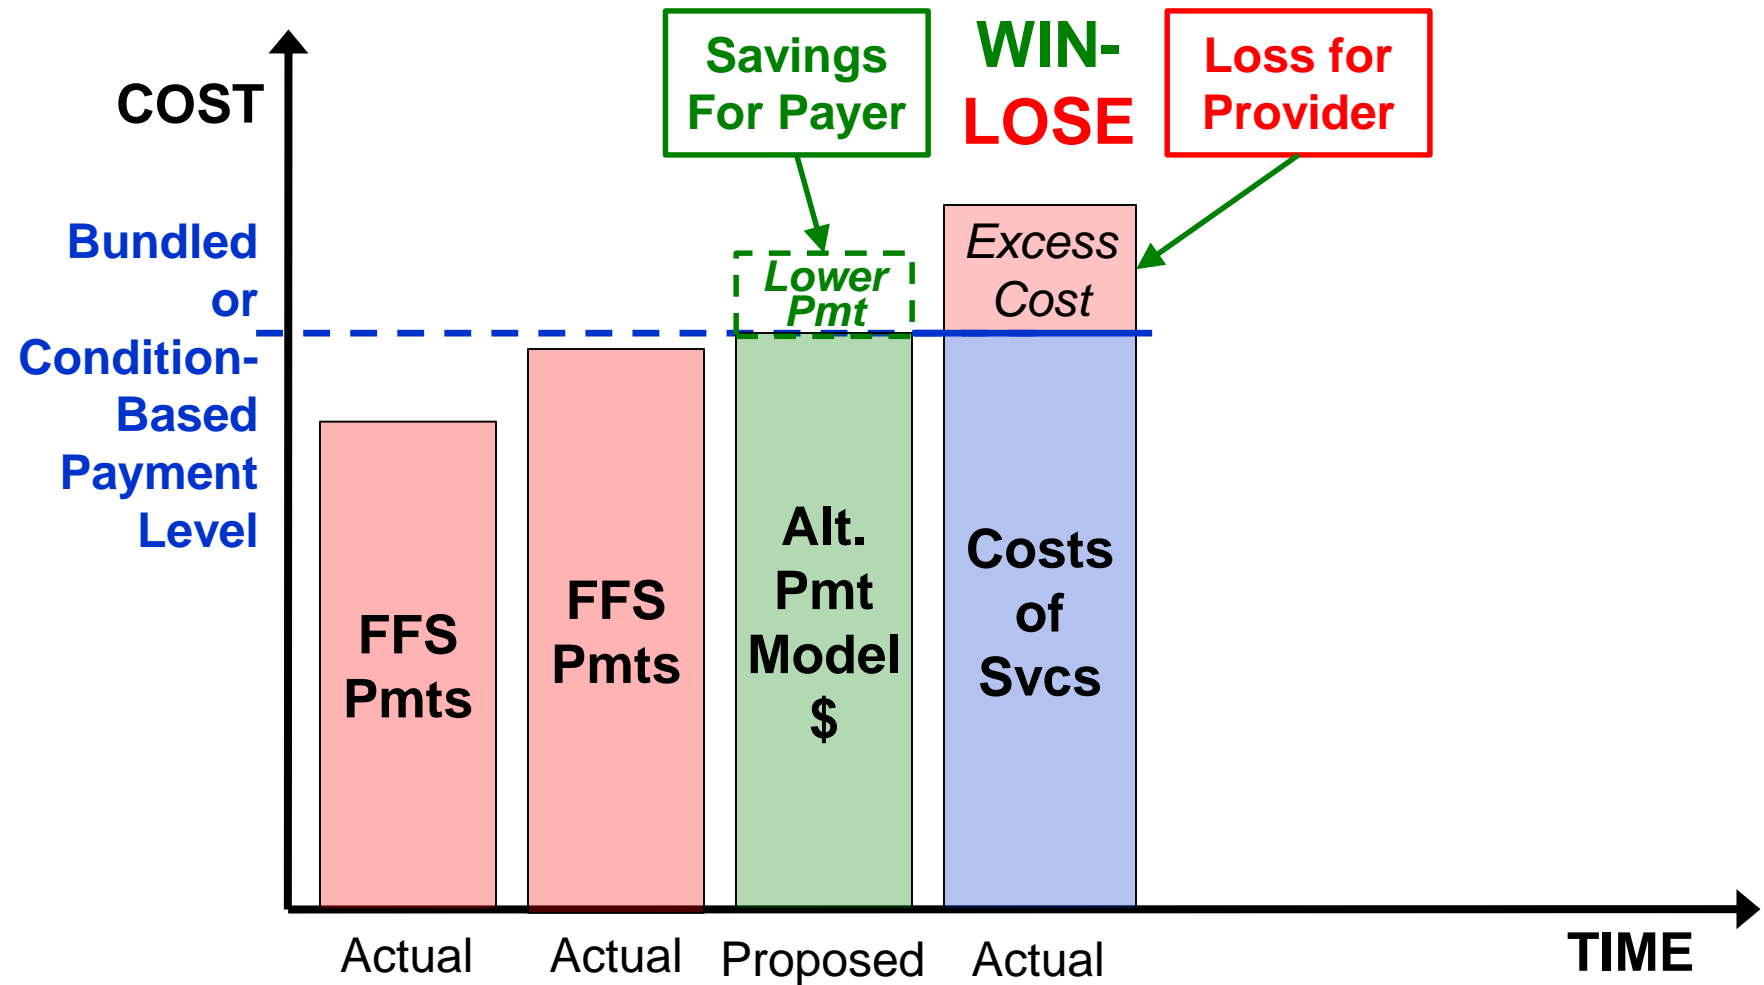 COST
Savings
For Payer
WIN-
LOSE
Loss for
Provider
Bundled
or
Condition-
Based
Payment
Level
Lower
Pmt
Excess
Cost
FFS
Pmts
FFS
Pmts
Alt.
Pmt
Model
$
Costs
of
Svcs
Actual
Actual
Proposed
Actual
TIME